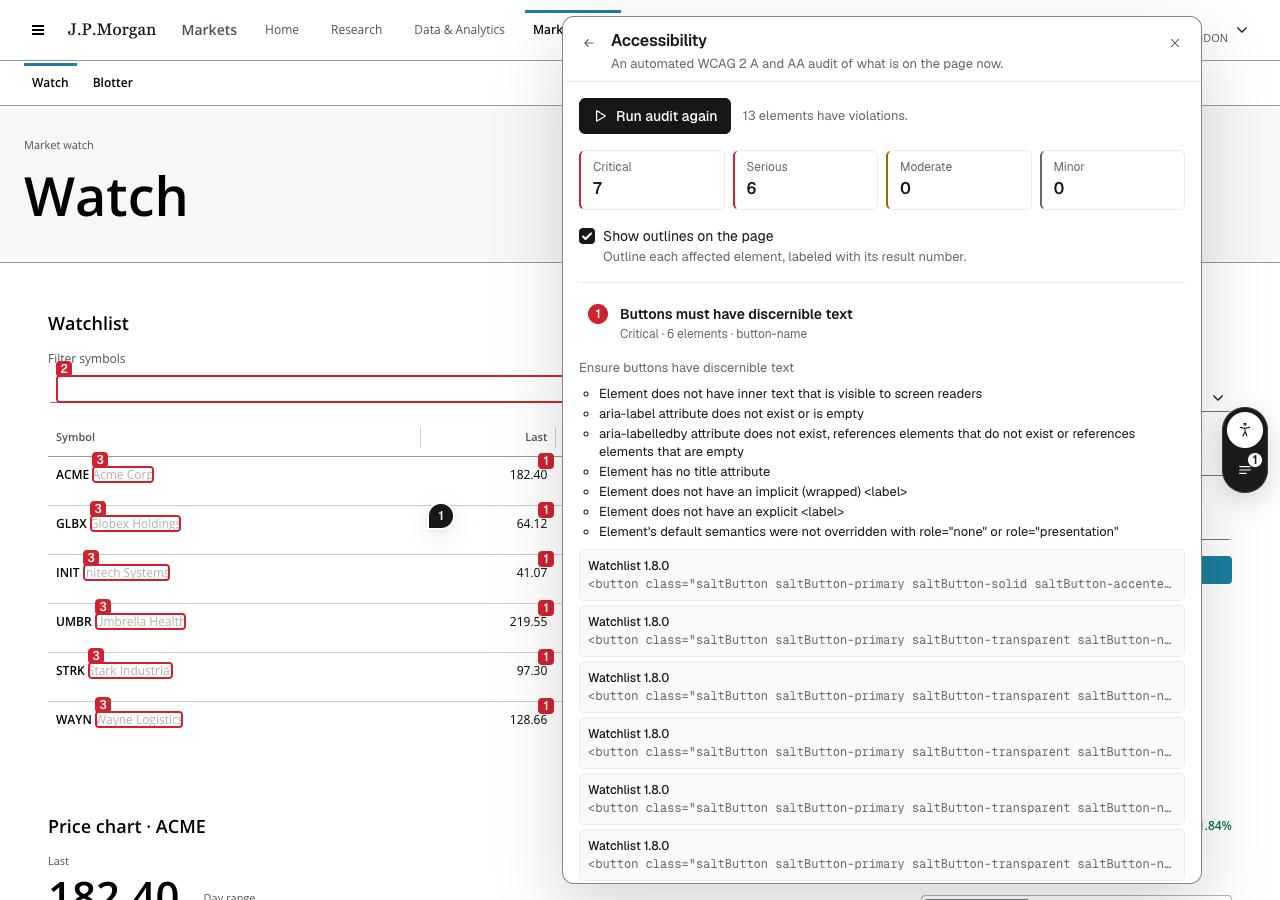 J.P.Morgan Markets Home Research Data & Analytics
Watch Blotter
Market watch
Watch
Watchlist
Filter symbols
2
Symbol Last
ACME Acme Corp 3 182.40 1
GLBX Globex Holdings 3 64.12 1
1
INIT Initech Systems 3 41.07 1
UMBR Umbrella Health 3 219.55 1
STRK Stark Industrial 3 97.30 1
WAYN Wayne Logistics 3 128.66 1
Price chart · ACME
Last
182.40 Day range
Accessibility
An automated WCAG 2 A and AA audit of what is on the page now.
Run audit again 13 elements have violations.
Critical Serious Moderate Minor
7 6 0 0
Show outlines on the page
Outline each affected element, labeled with its result number.
1 Buttons must have discernible text
Critical · 6 elements · button-name
Ensure buttons have discernible text
Element does not have inner text that is visible to screen readers
aria-label attribute does not exist or is empty
aria-labelledby attribute does not exist, references elements that do not exist or references
elements that are empty
Element has no title attribute
Element does not have an implicit (wrapped) <label>
Element does not have an explicit <label>
Element's default semantics were not overridden with role="none" or role="presentation"
Watchlist 1.8.0
<button class="saltButton saltButton-primary saltButton-solid saltButton-accente…
Watchlist 1.8.0
<button class="saltButton saltButton-primary saltButton-transparent saltButton-n…
Watchlist 1.8.0
<button class="saltButton saltButton-primary saltButton-transparent saltButton-n…
Watchlist 1.8.0
<button class="saltButton saltButton-primary saltButton-transparent saltButton-n…
Watchlist 1.8.0
<button class="saltButton saltButton-primary saltButton-transparent saltButton-n…
Watchlist 1.8.0
<button class="saltButton saltButton-primary saltButton-transparent saltButton-n…
1